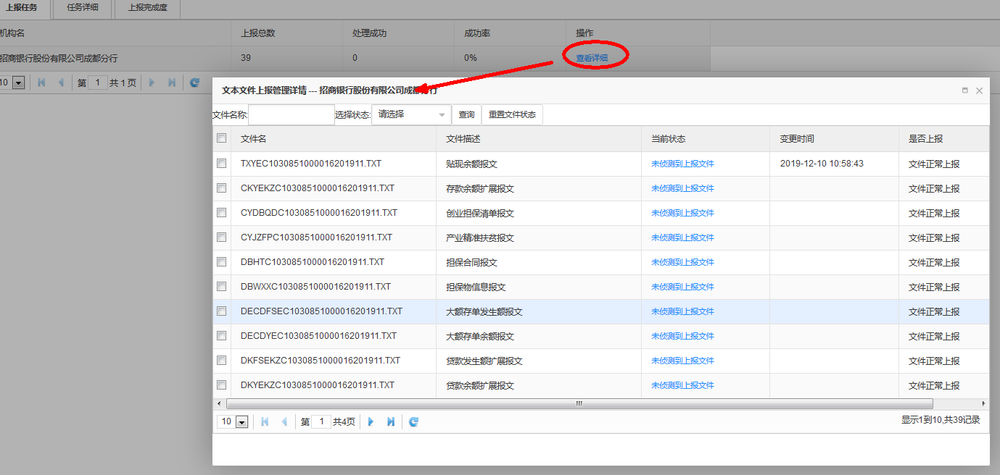 上报任务 任务详细 上报完成度
机构名 上报总数 处理成功 成功率 操作
招商银行股份有限公司成都分行 39 0 0% 查看详细
10 第 1 共1页
文本文件上报管理详情 --- 招商银行股份有限公司成都分行
文件名称: 选择状态: 请选择 查询 重置文件状态
文件名 文件描述 当前状态 变更时间 是否上报
TXYEC1030851000016201911.TXT 贴现余额报文 未侦测到上报文件 2019-12-10 10:58:43 文件正常上报
CKYEKZC1030851000016201911.TXT 存款余额扩展报文 未侦测到上报文件 文件正常上报
CYDBQDC1030851000016201911.TXT 创业担保清单报文 未侦测到上报文件 文件正常上报
CYJZFPC1030851000016201911.TXT 产业精准扶贫报文 未侦测到上报文件 文件正常上报
DBHTC1030851000016201911.TXT 担保合同报文 未侦测到上报文件 文件正常上报
DBWXXC1030851000016201911.TXT 担保物信息报文 未侦测到上报文件 文件正常上报
DECDFSEC1030851000016201911.TXT 大额存单发生额报文 未侦测到上报文件 文件正常上报
DECDYEC1030851000016201911.TXT 大额存单余额报文 未侦测到上报文件 文件正常上报
DKFSEKZC1030851000016201911.TXT 贷款发生额扩展报文 未侦测到上报文件 文件正常上报
DKYEKZC1030851000016201911.TXT 贷款余额扩展报文 未侦测到上报文件 文件正常上报
10 第 1 共4页 显示1到10,共39记录